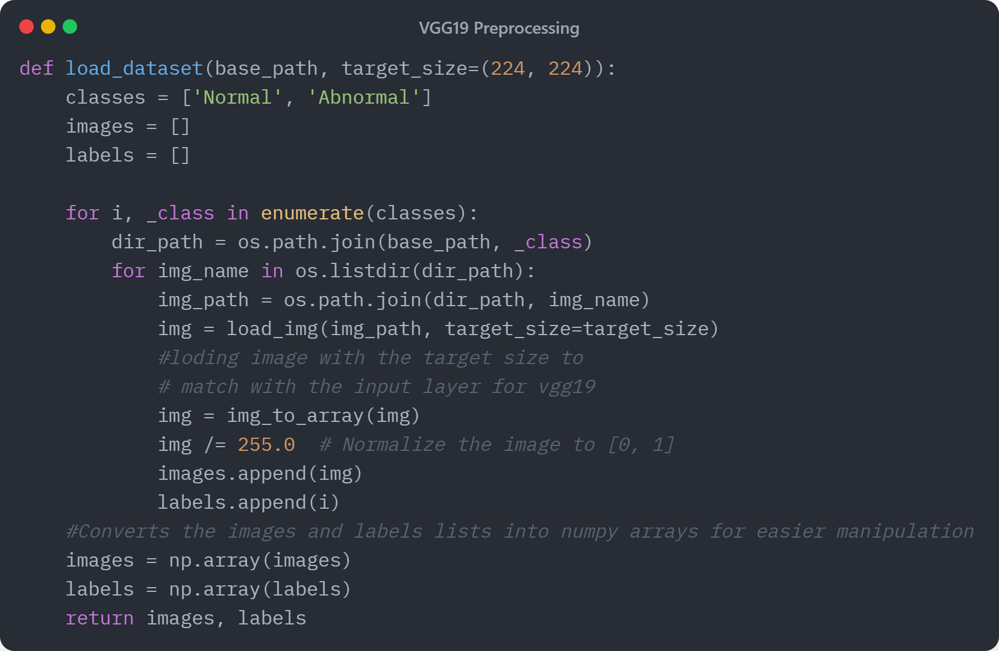 VGG19 Preprocessing
def load_dataset(base_path, target_size=(224, 224)):
    classes = ['Normal', 'Abnormal']
    images = []
    labels = []

    for i, _class in enumerate(classes):
        dir_path = os.path.join(base_path, _class)
        for img_name in os.listdir(dir_path):
            img_path = os.path.join(dir_path, img_name)
            img = load_img(img_path, target_size=target_size)
            #loding image with the target size to
            # match with the input layer for vgg19
            img = img_to_array(img)
            img /= 255.0  # Normalize the image to [0, 1]
            images.append(img)
            labels.append(i)
    #Converts the images and labels lists into numpy arrays for easier manipulation
    images = np.array(images)
    labels = np.array(labels)
    return images, labels